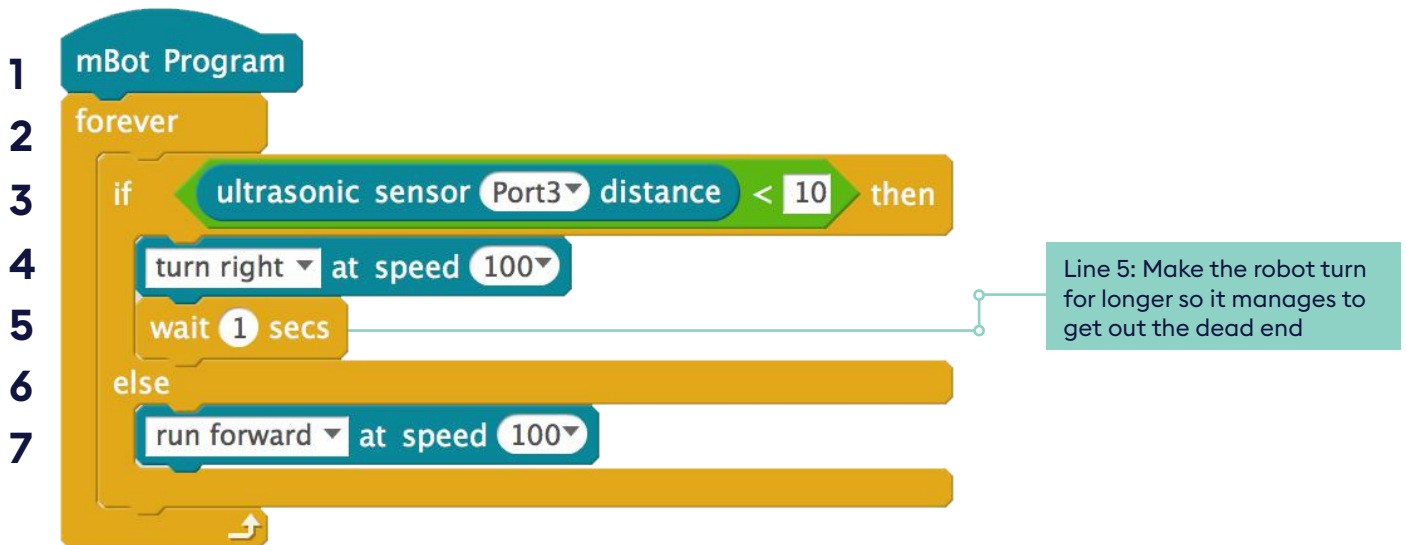 1
mBot Program
2
forever
3
if ultrasonic sensor Port3 distance < 10 then
4
turn right at speed 100
5
wait 1 secs
Line 5: Make the robot turn
for longer so it manages to
get out the dead end
6
else
7
run forward at speed 100